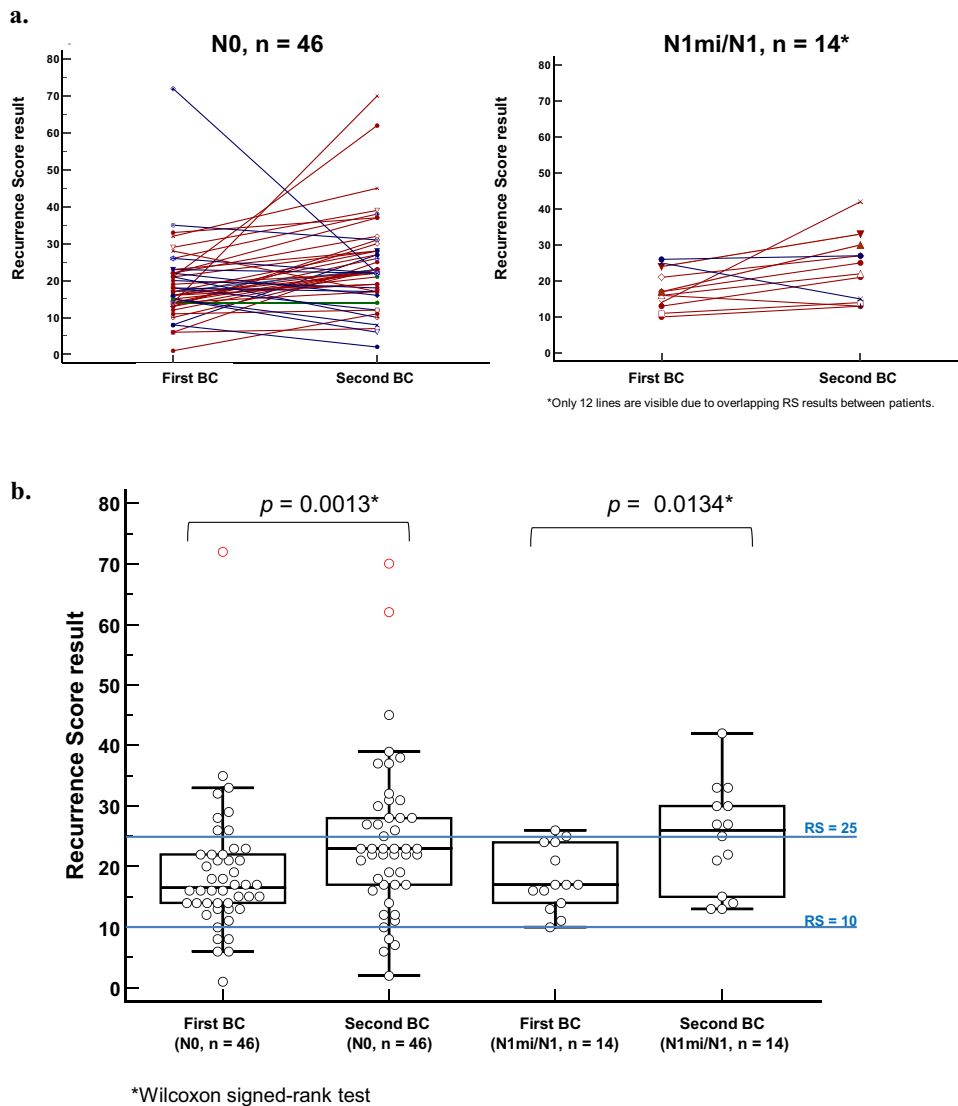 a.
N0, n = 46
N1mi/N1, n = 14*
Recurrence Score result
80
70
60
50
40
30
20
10
0
First BC
Second BC
Recurrence Score result
80
70
60
50
40
30
20
10
0
First BC
Second BC
*Only 12 lines are visible due to overlapping RS results between patients.
b.
p = 0.0013*
p = 0.0134*
Recurrence Score result
80
70
60
50
40
30
20
10
0
RS = 25
RS = 10
First BC
(N0, n = 46)
Second BC
(N0, n = 46)
First BC
(N1mi/N1, n = 14)
Second BC
(N1mi/N1, n = 14)
*Wilcoxon signed-rank test